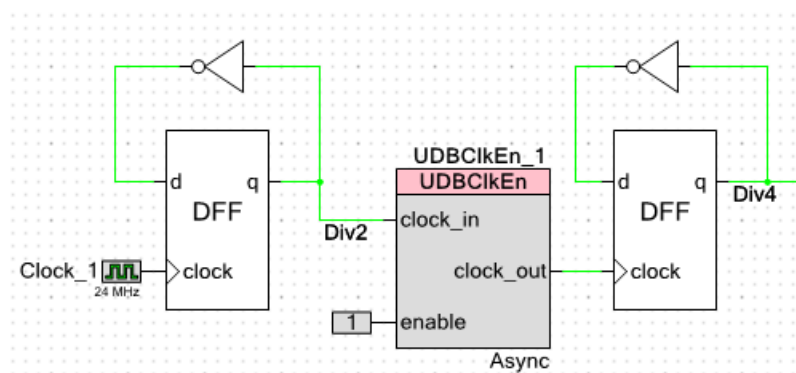 UDBClkEn_1
d
q
DFF
clock
Clock_1
24 MHz
Div2
UDBClkEn
clock_in
clock_out
1
enable
Async
d
q
DFF
clock
Div4